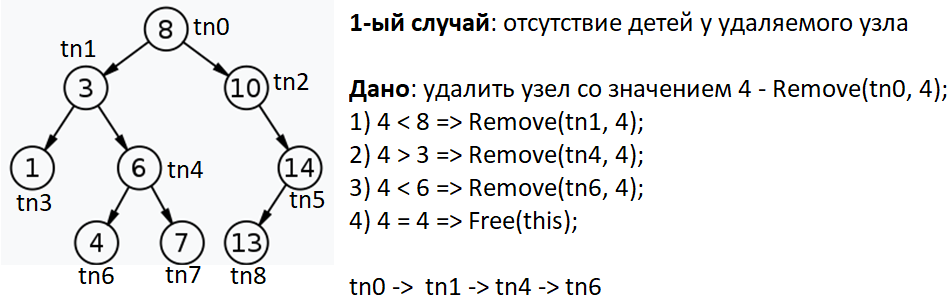 8 tn0
tn1
3 10 tn2
1 6 tn4 14
tn3 tn5
4 7 13
tn6 tn7 tn8
1-ый случай: отсутствие детей у удаляемого узла
Дано: удалить узел со значением 4 - Remove(tn0, 4);
1) 4 < 8 => Remove(tn1, 4);
2) 4 > 3 => Remove(tn4, 4);
3) 4 < 6 => Remove(tn6, 4);
4) 4 = 4 => Free(this);
tn0 -> tn1 -> tn4 -> tn6